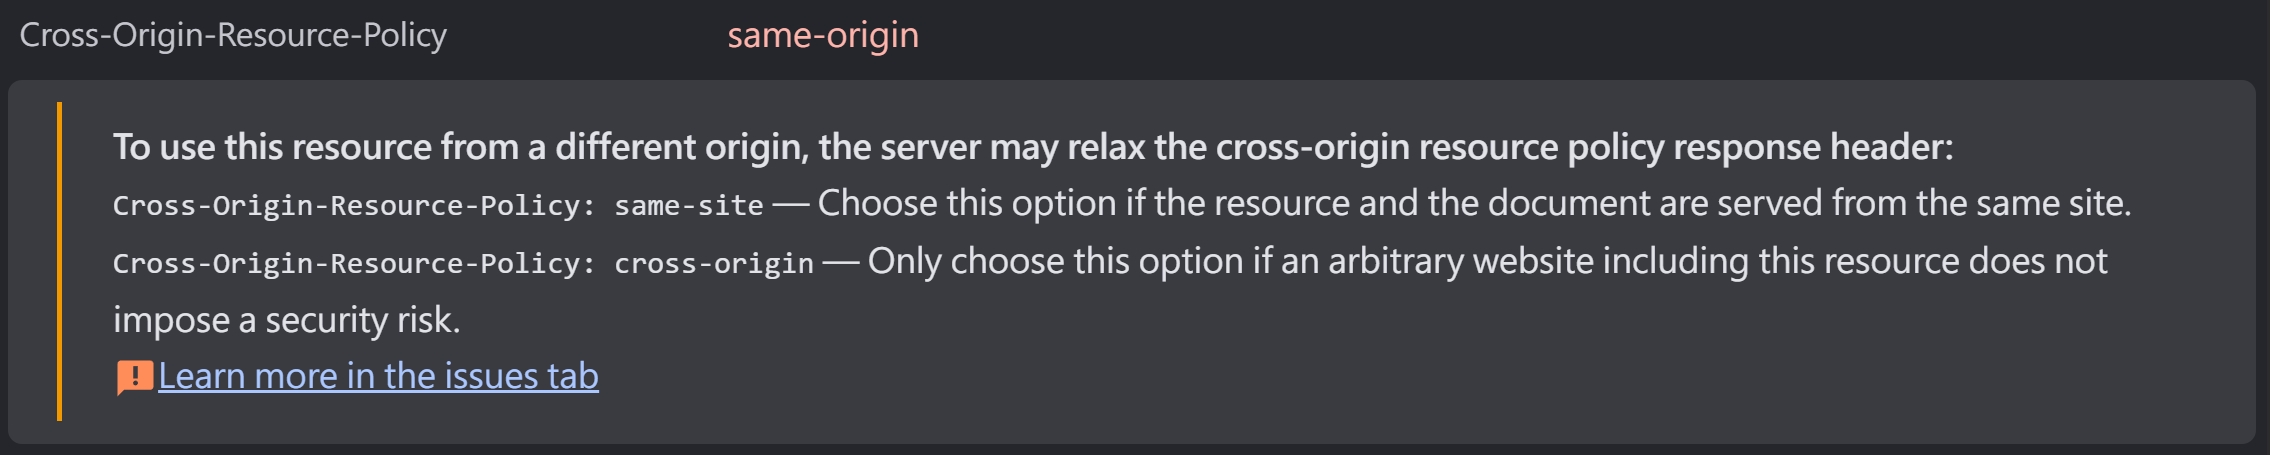 Cross-Origin-Resource-Policy same-origin
To use this resource from a different origin, the server may relax the cross-origin resource policy response header:
Cross-Origin-Resource-Policy: same-site — Choose this option if the resource and the document are served from the same site.
Cross-Origin-Resource-Policy: cross-origin — Only choose this option if an arbitrary website including this resource does not
impose a security risk.
Learn more in the issues tab